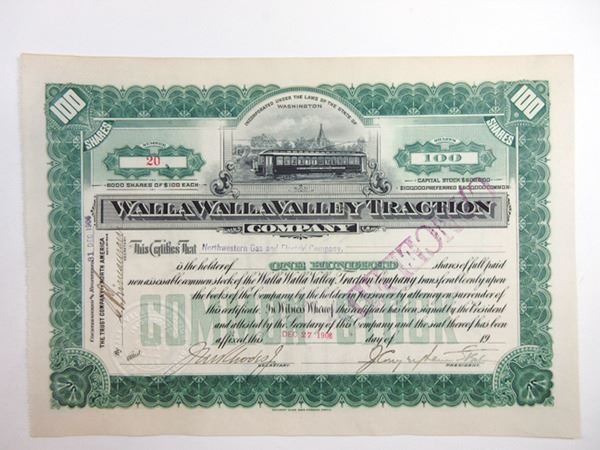 INCORPORATED UNDER THE LAWS OF THE STATE OF
WASHINGTON
100
SHARES
100
SHARES
NUMBER
20
6000 SHARES OF $100 EACH
SHARES
100
CAPITAL STOCK $600,000
WALLA WALLA VALLEY TRACTION
COMPANY
This Certifies That Northwestern Gas and Electric Company,
is the holder of ONE HUNDRED shares of full paid
non assessable common stock of the Walla Walla Valley Traction Company transferable only upon
the books of the Company by the holder in person or by attorney on surrender of
this certificate. In Witness Whereof this certificate has been signed by the President
and attested by the Secretary of this Company and the seal thereof has been
affixed this DEC 27 1906 day of 19
COMMON STOCK
SECRETARY
PRESIDENT
31 DEC 1906
THE TRUST COMPANY OF NORTH AMERICA
By
Attest